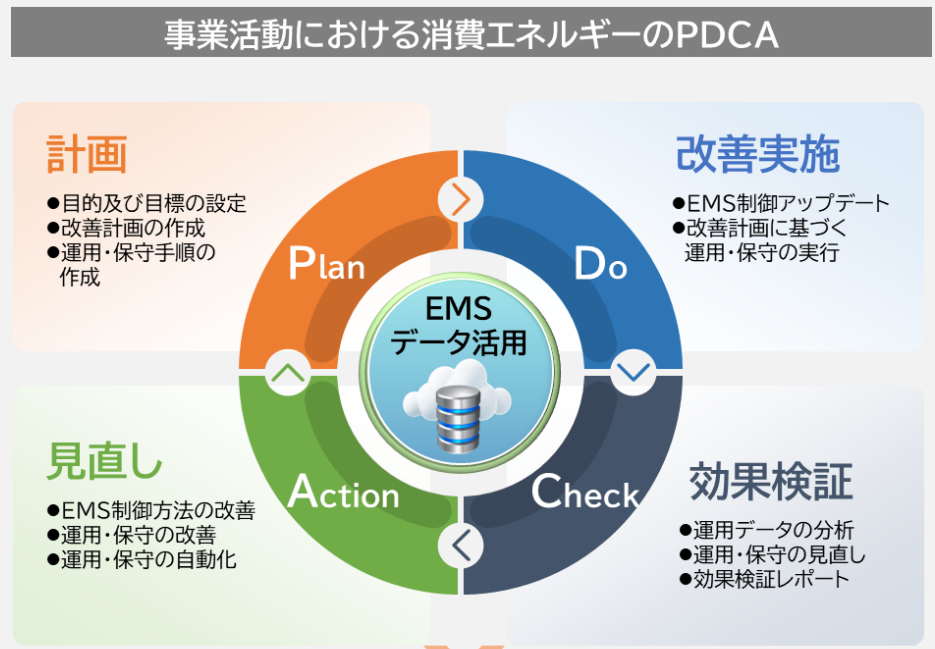 事業活動における消費エネルギーのPDCA
計画
●目的及び目標の設定
●改善計画の作成
●運用・保守手順の
作成
改善実施
●EMS制御アップデート
●改善計画に基づく
運用・保守の実行
Plan
Do
EMS
データ活用
Action
Check
見直し
●EMS制御方法の改善
●運用・保守の改善
●運用・保守の自動化
効果検証
●運用データの分析
●運用・保守の見直し
●効果検証レポート